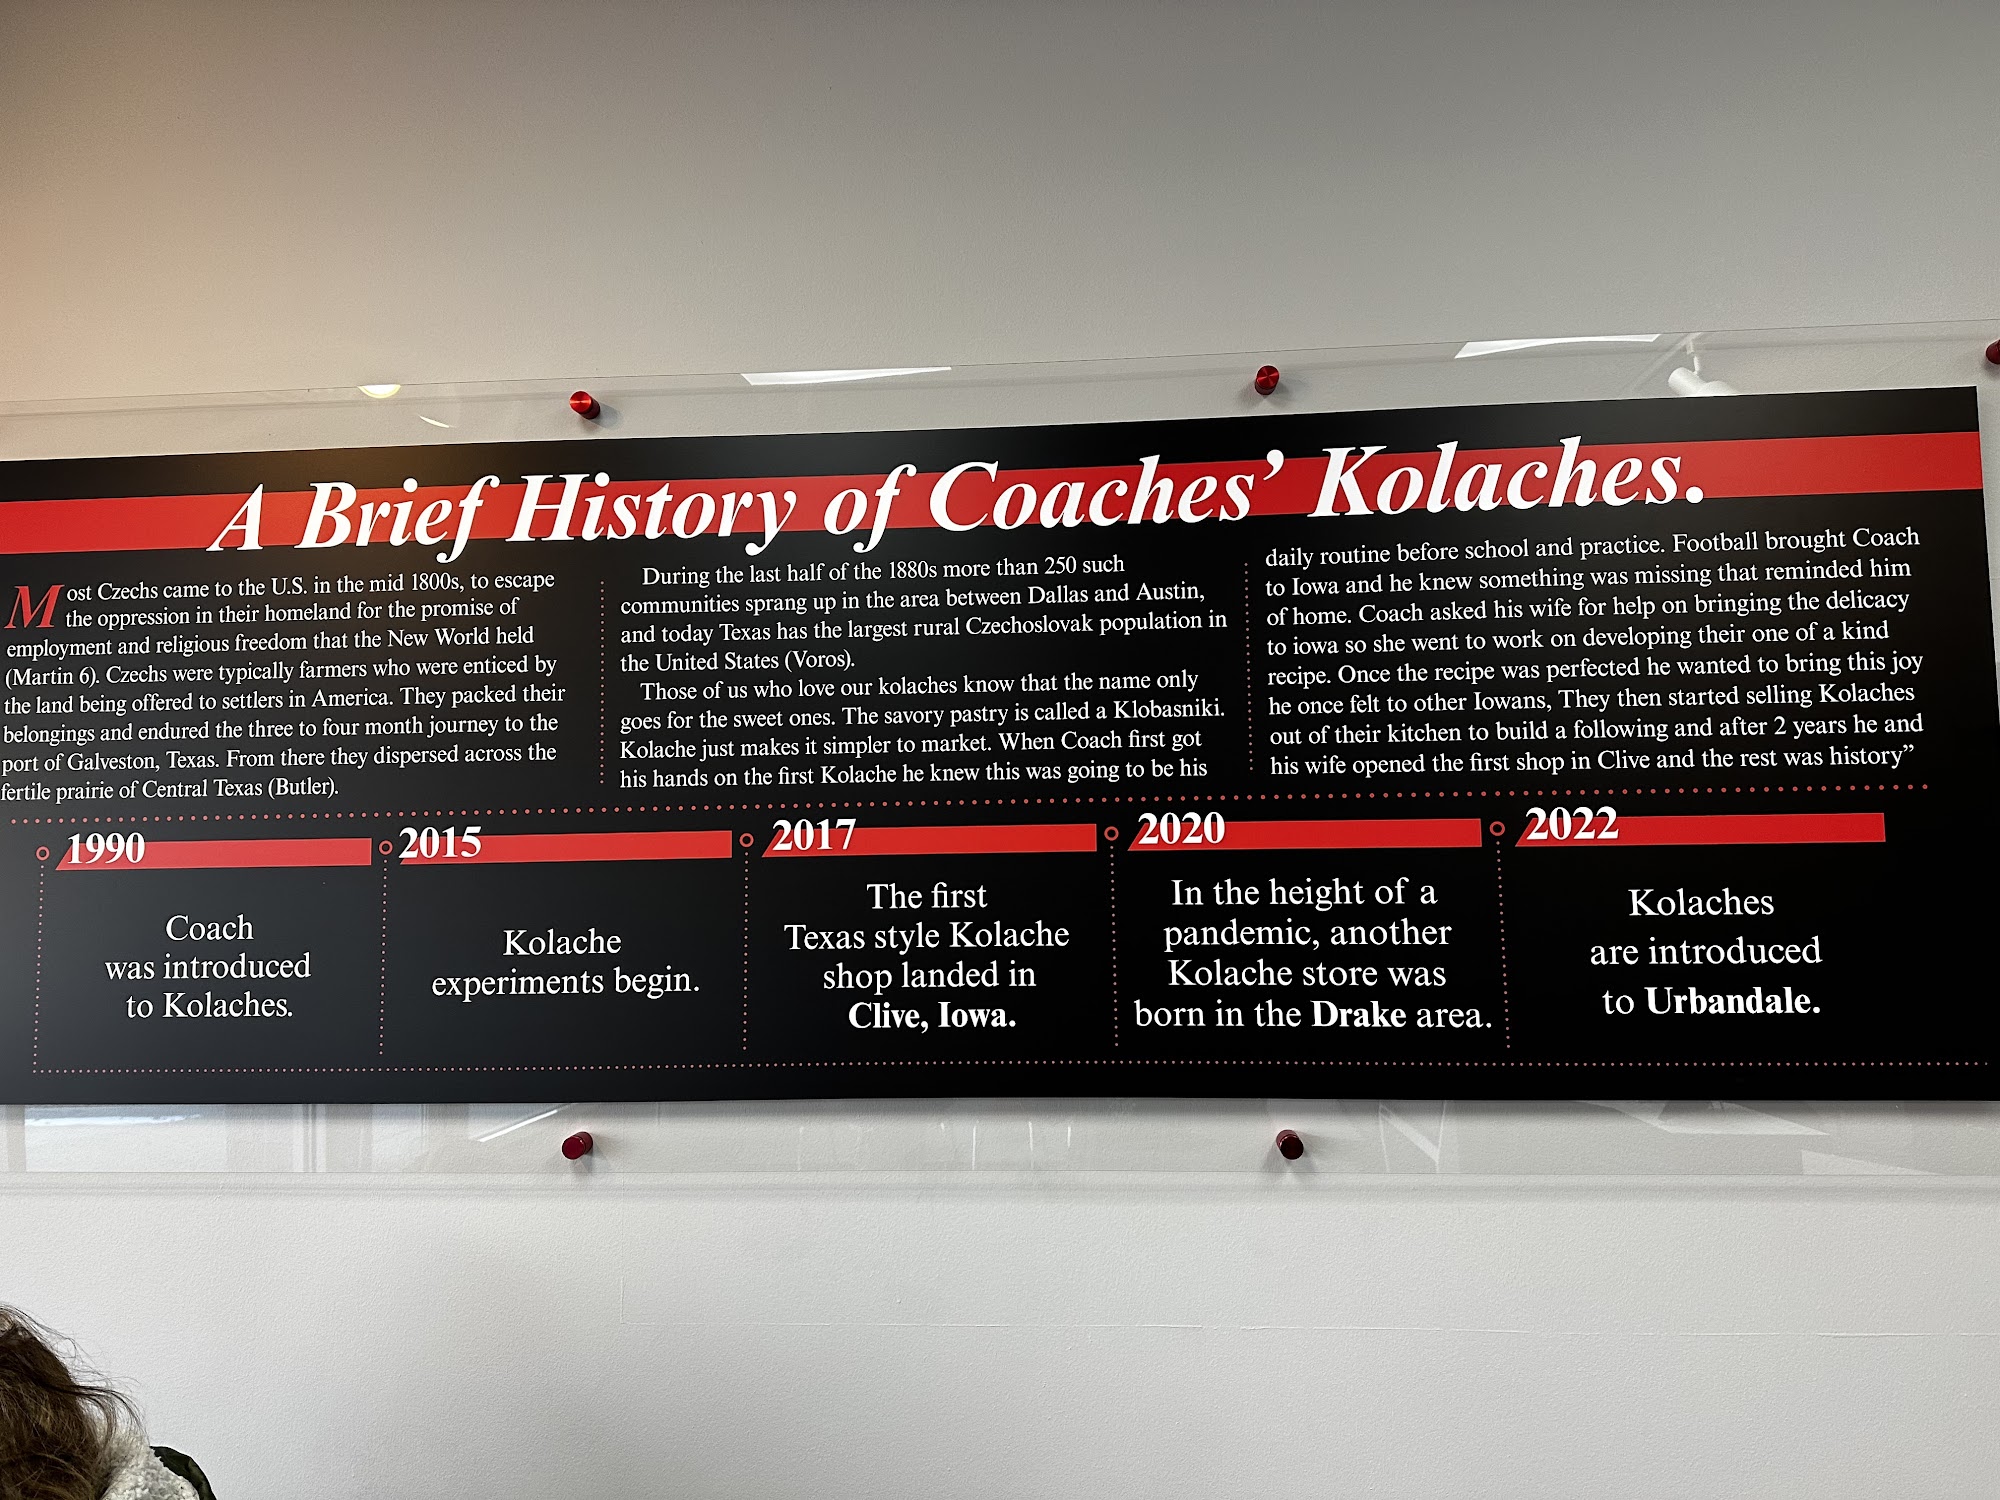 A Brief History of Coaches' Kolaches.
Most Czechs came to the U.S. in the mid 1800s, to escape
the oppression in their homeland for the promise of
employment and religious freedom that the New World held
(Martin 6). Czechs were typically farmers who were enticed by
the land being offered to settlers in America. They packed their
belongings and endured the three to four month journey to the
port of Galveston, Texas. From there they dispersed across the
fertile prairie of Central Texas (Butler).
During the last half of the 1880s more than 250 such
communities sprang up in the area between Dallas and Austin,
and today Texas has the largest rural Czechoslovak population in
the United States (Voros).
Those of us who love our kolaches know that the name only
goes for the sweet ones. The savory pastry is called a Klobasniki.
Kolache just makes it simpler to market. When Coach first got
his hands on the first Kolache he knew this was going to be his
daily routine before school and practice. Football brought Coach
to Iowa and he knew something was missing that reminded him
of home. Coach asked his wife for help on bringing the delicacy
to iowa so she went to work on developing their one of a kind
recipe. Once the recipe was perfected he wanted to bring this joy
he once felt to other Iowans, They then started selling Kolaches
out of their kitchen to build a following and after 2 years he and
his wife opened the first shop in Clive and the rest was history”
1990
Coach
was introduced
to Kolaches.
2015
Kolache
experiments begin.
2017
The first
Texas style Kolache
shop landed in
Clive, Iowa.
2020
In the height of a
pandemic, another
Kolache store was
born in the Drake area.
2022
Kolaches
are introduced
to Urbandale.